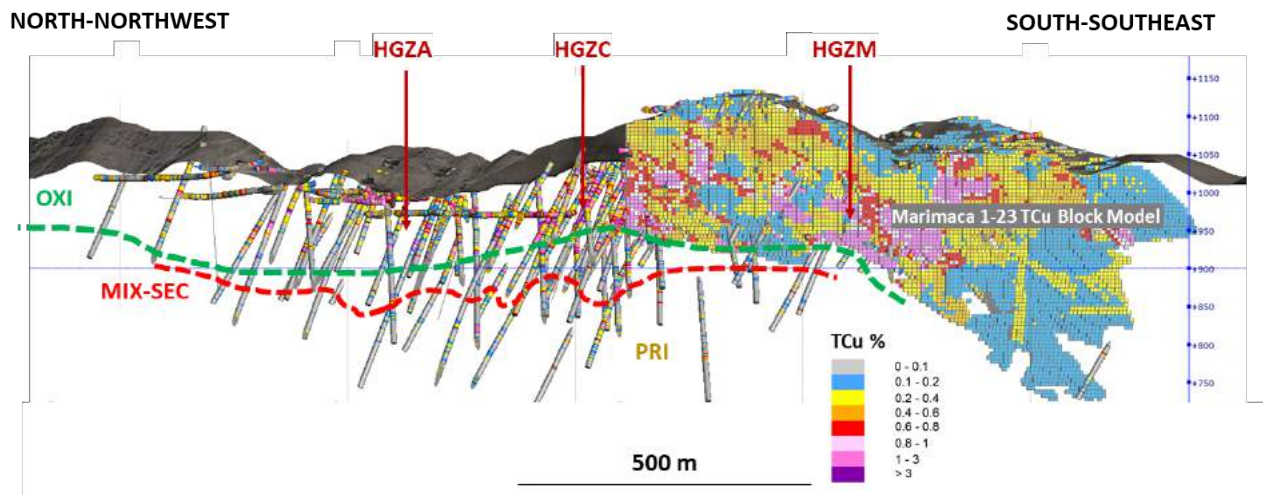 NORTH-NORTHWEST
SOUTH-SOUTHEAST
HGZA
HGZC
HGZM
+1150
+1100
+1050
+1000
+950
+900
+850
+800
+750
OXI
Marimaca 1-23 TCu Block Model
MIX-SEC
PRI
TCu %
0 - 0.1
0.1 - 0.2
0.2 - 0.4
0.4 - 0.6
0.6 - 0.8
0.8 - 1
1 - 3
> 3
500 m